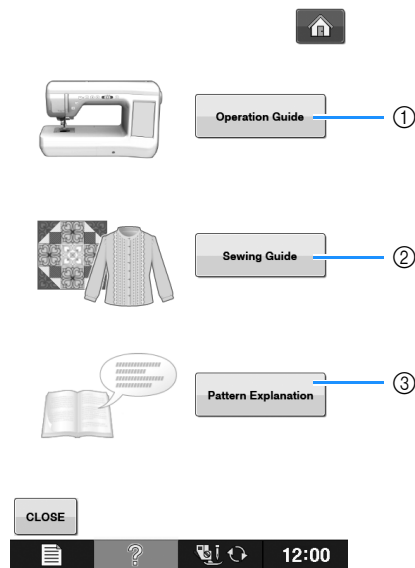 Operation Guide ①
Sewing Guide ②
Pattern Explanation ③
CLOSE
? 12:00